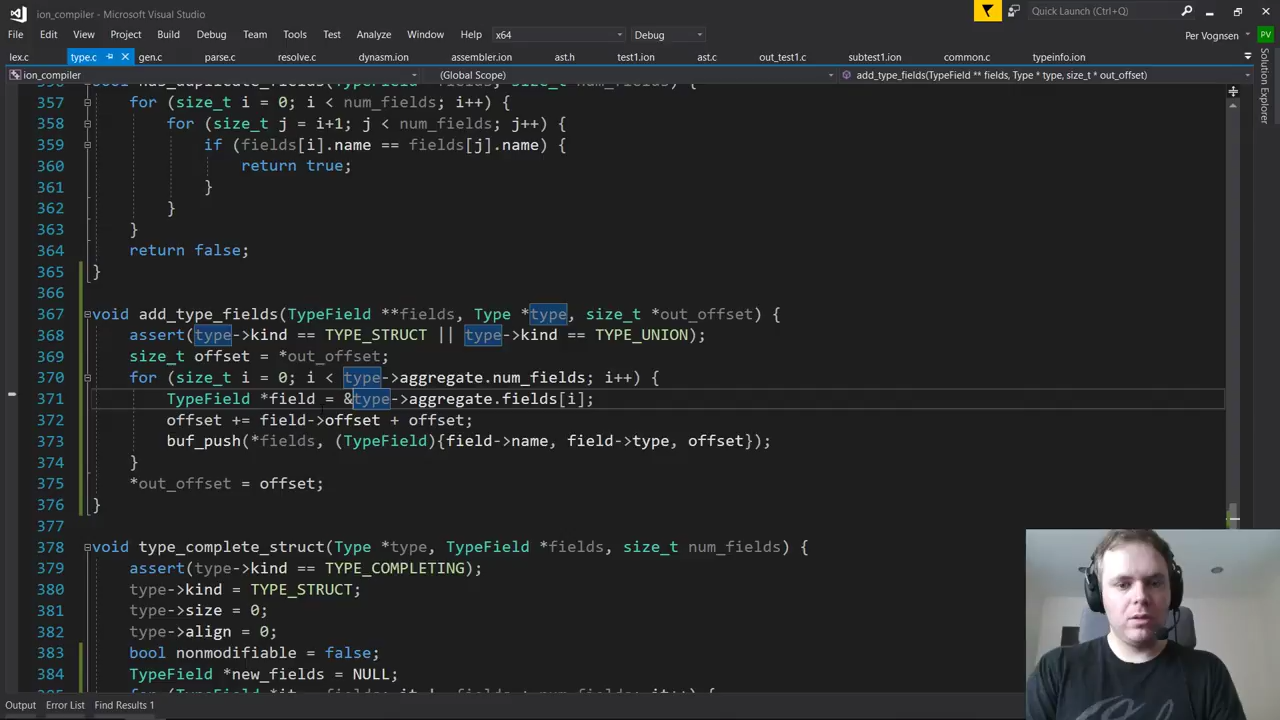 ion_compiler - Microsoft Visual Studio
Quick Launch (Ctrl+Q)
File Edit View Project Build Debug Team Tools Test Analyze Window Help x64 Debug Per Vognsen PV
lex.c type.c gen.c parse.c resolve.c dynasm.ion assembler.ion ast.h test1.ion ast.c out_test1.c subtest1.ion common.c typeinfo.ion
ion_compiler (Global Scope) add_type_fields(TypeField ** fields, Type * type, size_t * out_offset)
Solution Explorer
357 for (size_t i = 0; i < num_fields; i++) {
358 for (size_t j = i+1; j < num_fields; j++) {
359 if (fields[i].name == fields[j].name) {
360 return true;
361 }
362 }
363 }
364 return false;
365 }
366
367 void add_type_fields(TypeField **fields, Type *type, size_t *out_offset) {
368 assert(type->kind == TYPE_STRUCT || type->kind == TYPE_UNION);
369 size_t offset = *out_offset;
370 for (size_t i = 0; i < type->aggregate.num_fields; i++) {
371 TypeField *field = &type->aggregate.fields[i];
372 offset += field->offset + offset;
373 buf_push(*fields, (TypeField){field->name, field->type, offset});
374 }
375 *out_offset = offset;
376 }
377
378 void type_complete_struct(Type *type, TypeField *fields, size_t num_fields) {
379 assert(type->kind == TYPE_COMPLETING);
380 type->kind = TYPE_STRUCT;
381 type->size = 0;
382 type->align = 0;
383 bool nonmodifiable = false;
384 TypeField *new_fields = NULL;
Output Error List Find Results 1